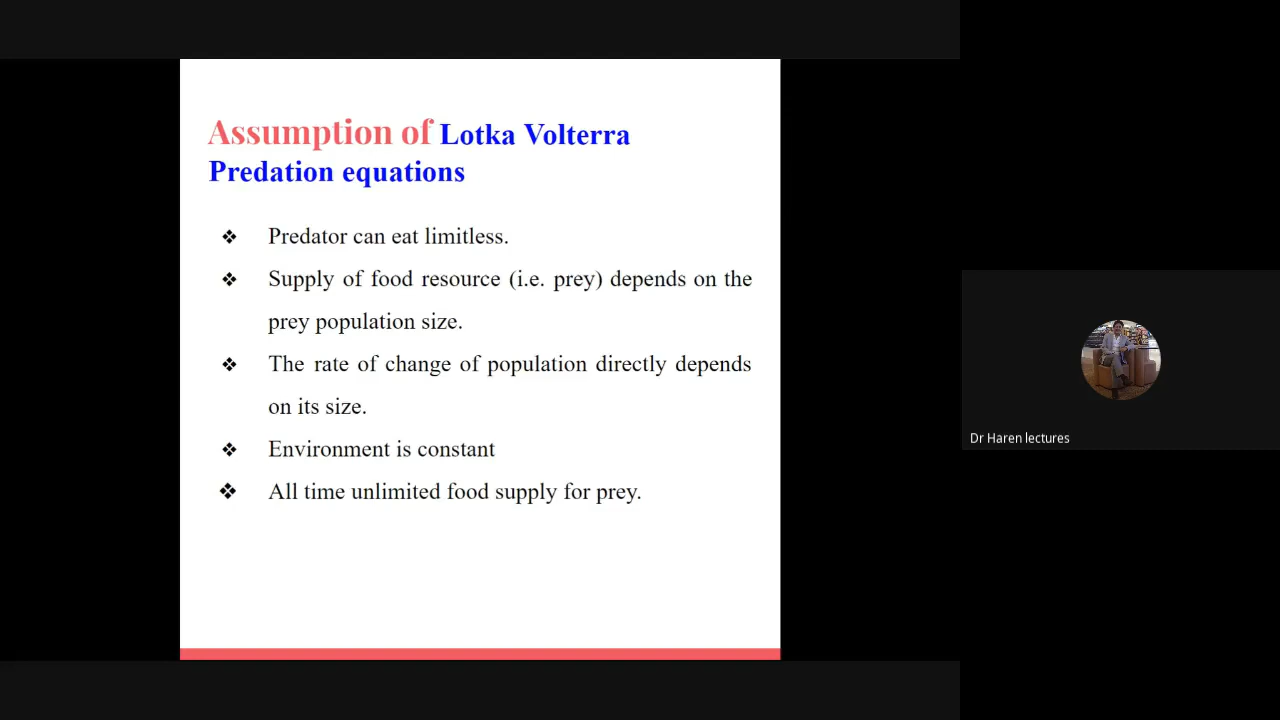 Assumption of Lotka Volterra
Predation equations
❖ Predator can eat limitless.
❖ Supply of food resource (i.e. prey) depends on the
prey population size.
❖ The rate of change of population directly depends
on its size.
❖ Environment is constant
❖ All time unlimited food supply for prey.
Dr Haren lectures